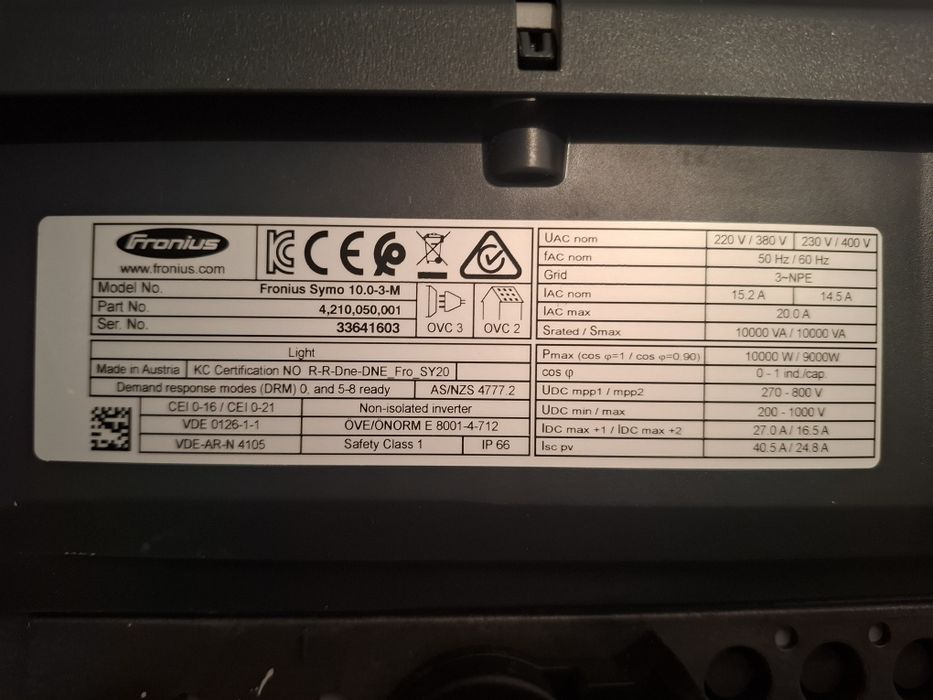 Fronius
www.fronius.com
CE
Model No. Fronius Symo 10.0-3-M
Part No. 4,210,050,001
Ser. No. 33641603
OVC 3 OVC 2
Light
Made in Austria KC Certification NO R-R-Dne-DNE_Fro_SY20
Demand response modes (DRM) 0, and 5-8 ready AS/NZS 4777.2
CEI 0-16 / CEI 0-21 Non-isolated inverter
VDE 0126-1-1 ÖVE/ÖNORM E 8001-4-712
VDE-AR-N 4105 Safety Class 1 IP 66
UAC nom 220 V / 380 V 230 V / 400 V
fAC nom 50 Hz / 60 Hz
Grid 3~NPE
IAC nom 15.2 A 14.5 A
IAC max 20.0 A
Srated / Smax 10000 VA / 10000 VA
Pmax (cos φ=1 / cos φ=0.90) 10000 W / 9000W
cos φ 0 - 1 ind./cap.
UDC mpp1 / mpp2 270 - 800 V
UDC min / max 200 - 1000 V
IDC max +1 / IDC max +2 27.0 A / 16.5 A
Isc pv 40.5 A / 24.8 A